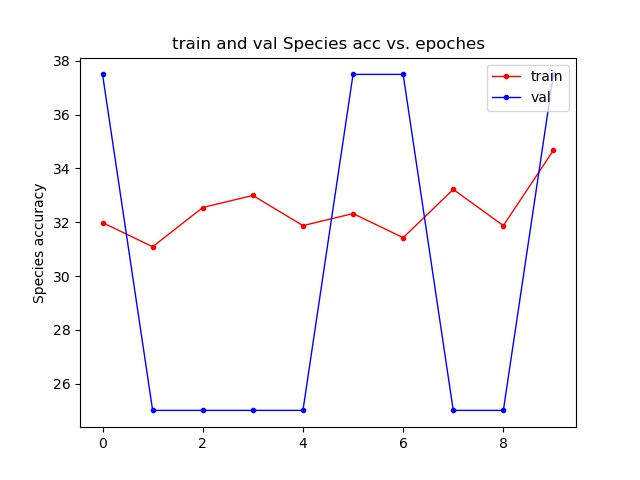 train and val Species acc vs. epoches
train
val
Species accuracy
38
36
34
32
30
28
26
0 2 4 6 8